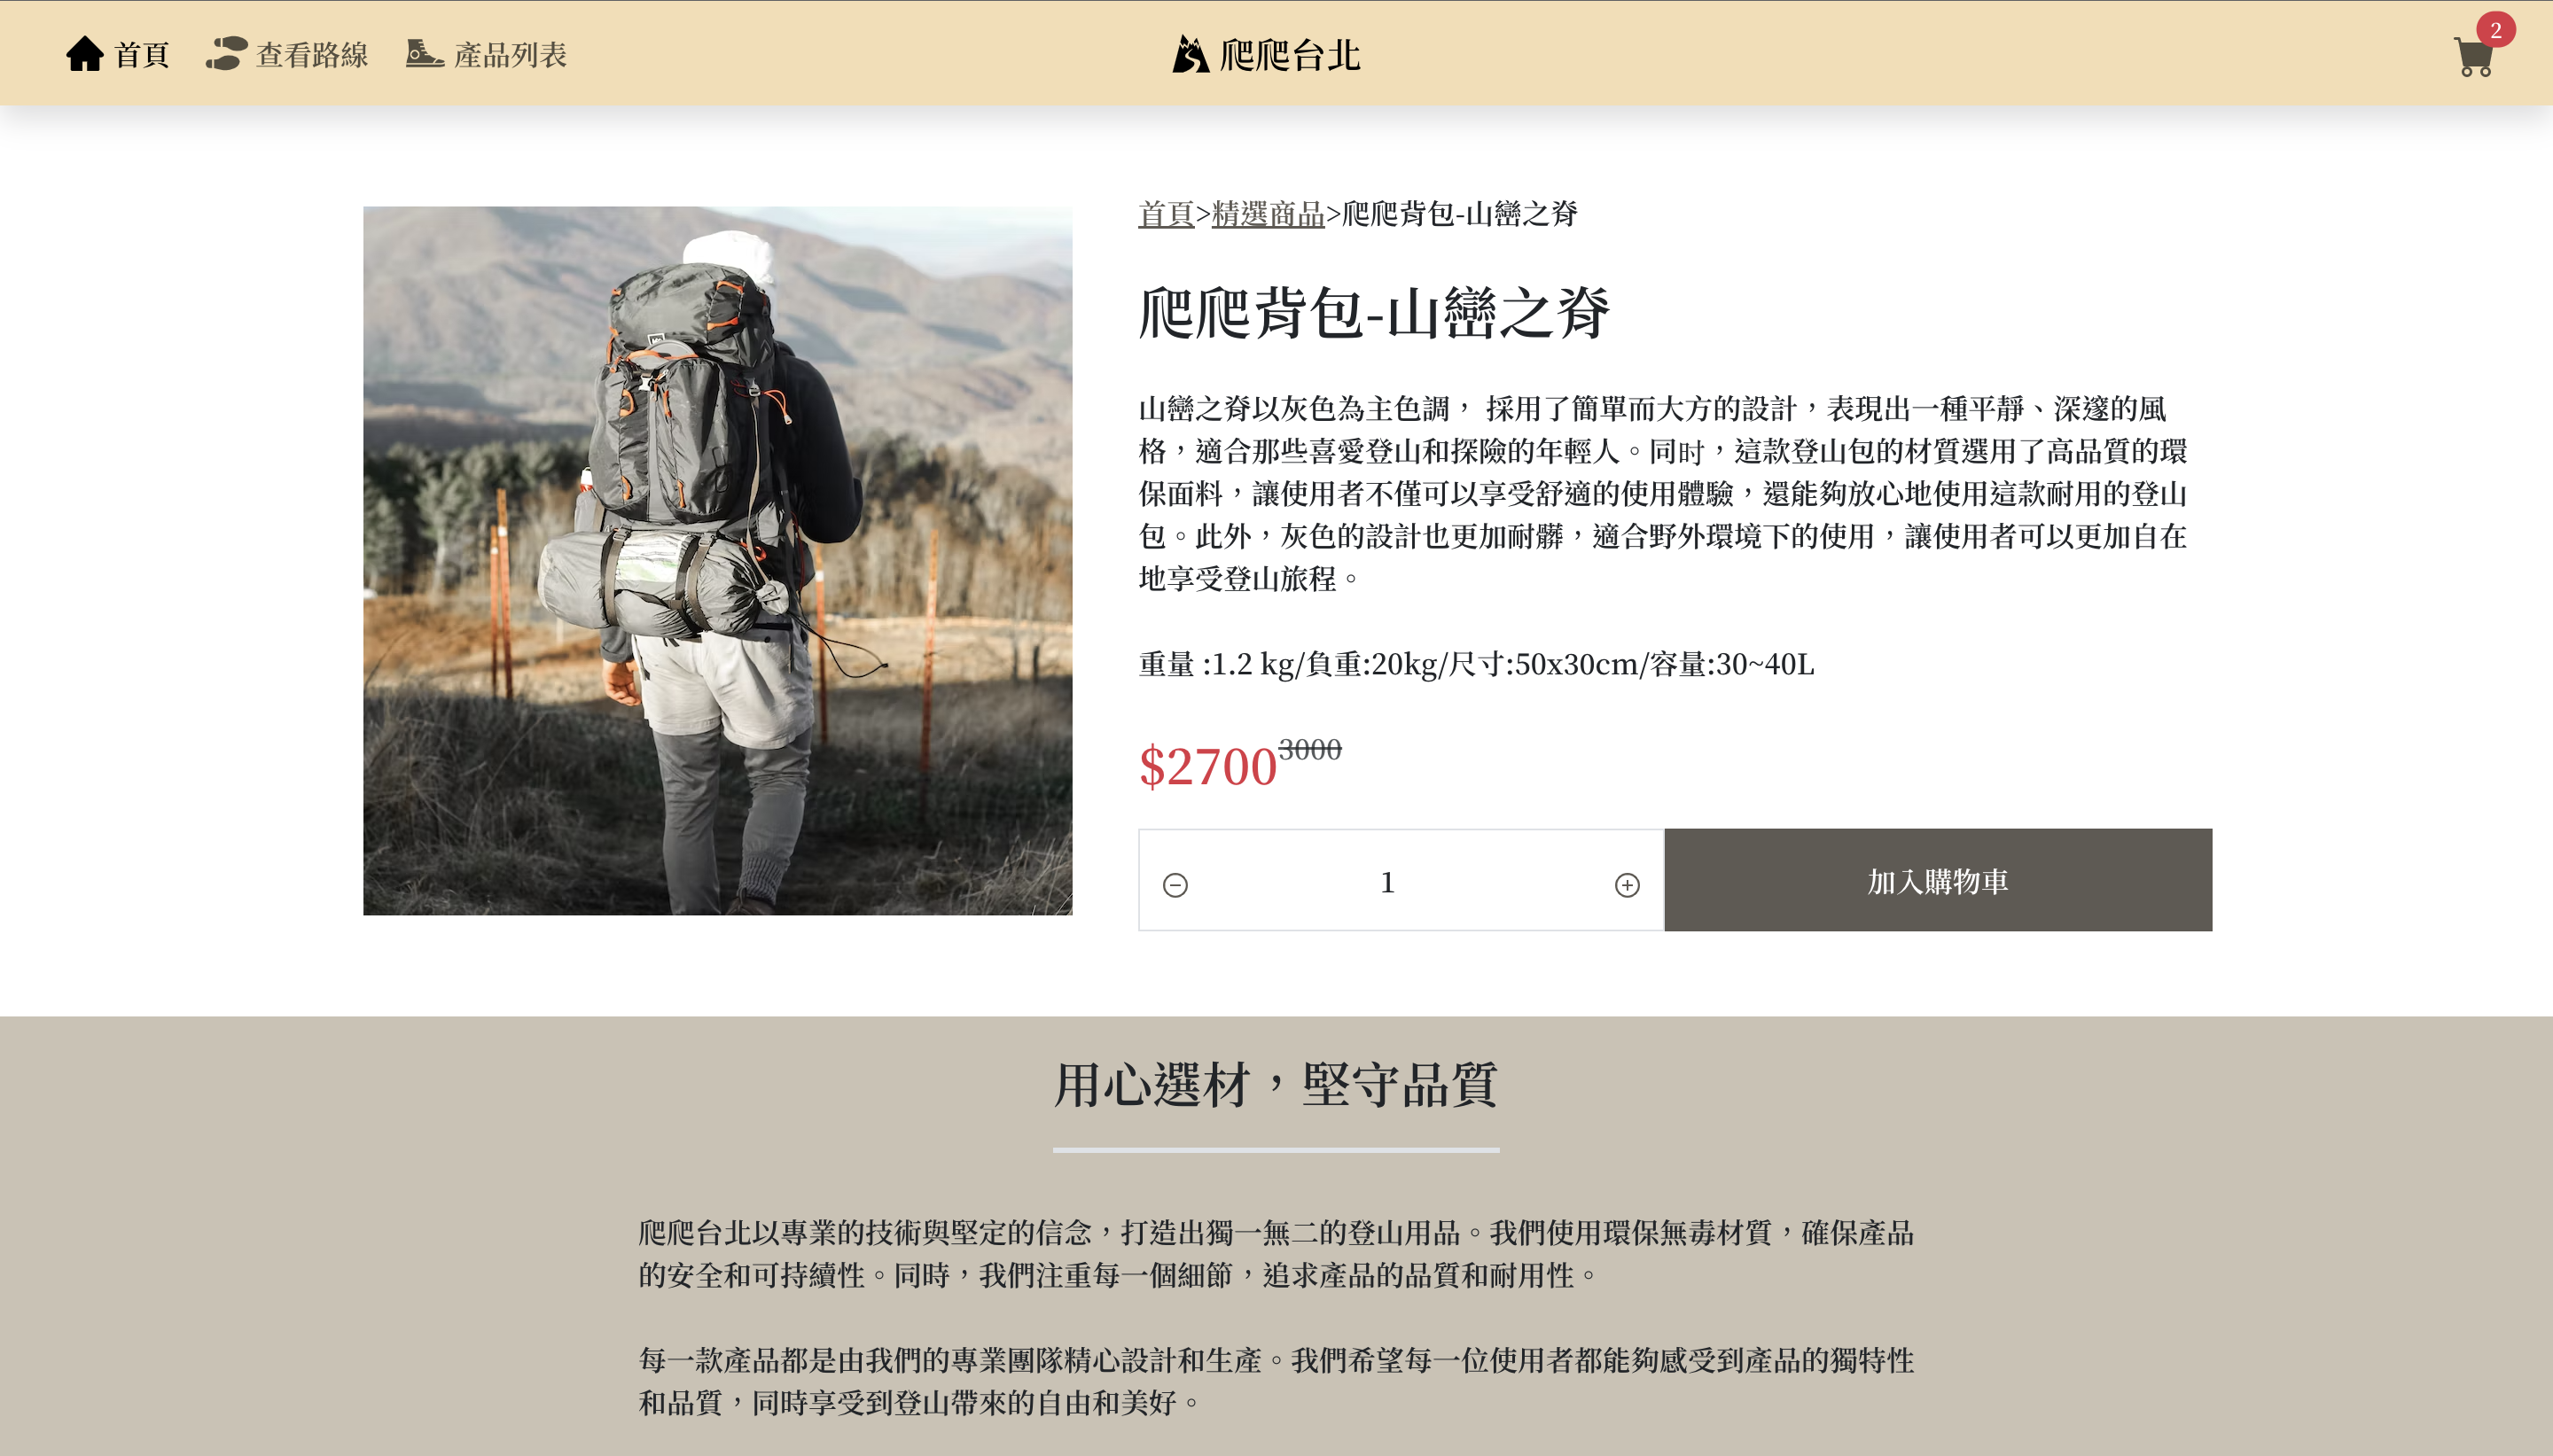 首頁 查看路線 產品列表 爬爬台北 2
首頁>精選商品>爬爬背包-山巒之脊
爬爬背包-山巒之脊
山巒之脊以灰色為主色調， 採用了簡單而大方的設計，表現出一種平靜、深邃的風
格，適合那些喜愛登山和探險的年輕人。同时，這款登山包的材質選用了高品質的環
保面料，讓使用者不僅可以享受舒適的使用體驗，還能夠放心地使用這款耐用的登山
包。此外，灰色的設計也更加耐髒，適合野外環境下的使用，讓使用者可以更加自在
地享受登山旅程。
重量 :1.2 kg/負重:20kg/尺寸:50x30cm/容量:30~40L
$2700 3000
1 加入購物車
用心選材，堅守品質
爬爬台北以專業的技術與堅定的信念，打造出獨一無二的登山用品。我們使用環保無毒材質，確保產品
的安全和可持續性。同時，我們注重每一個細節，追求產品的品質和耐用性。
每一款產品都是由我們的專業團隊精心設計和生產。我們希望每一位使用者都能夠感受到產品的獨特性
和品質，同時享受到登山帶來的自由和美好。